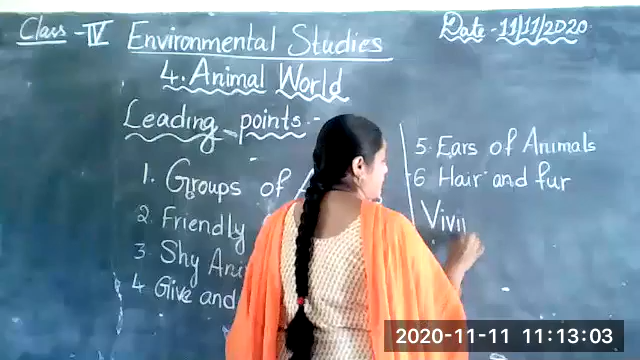 Class - IV Environmental Studies Date - 11/11/2020
4. Animal World
Leading points :-
1. Groups of A
2. Friendly
3. Shy Ani
4. Give and
5. Ears of Animals
6 Hair and fur
Vivi
2020-11-11 11:13:03